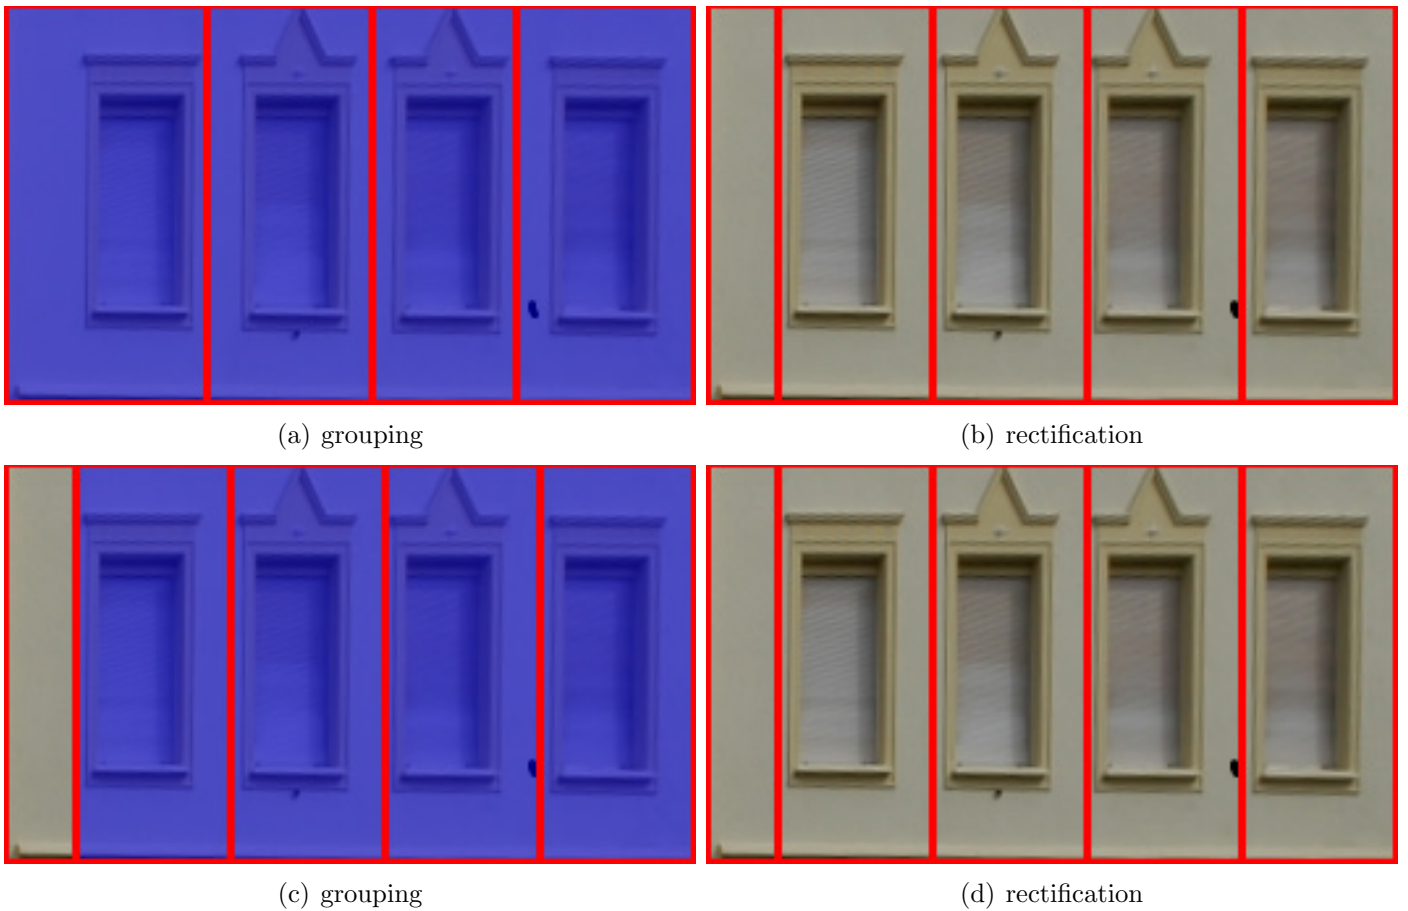 (a) grouping
(b) rectification
(c) grouping
(d) rectification